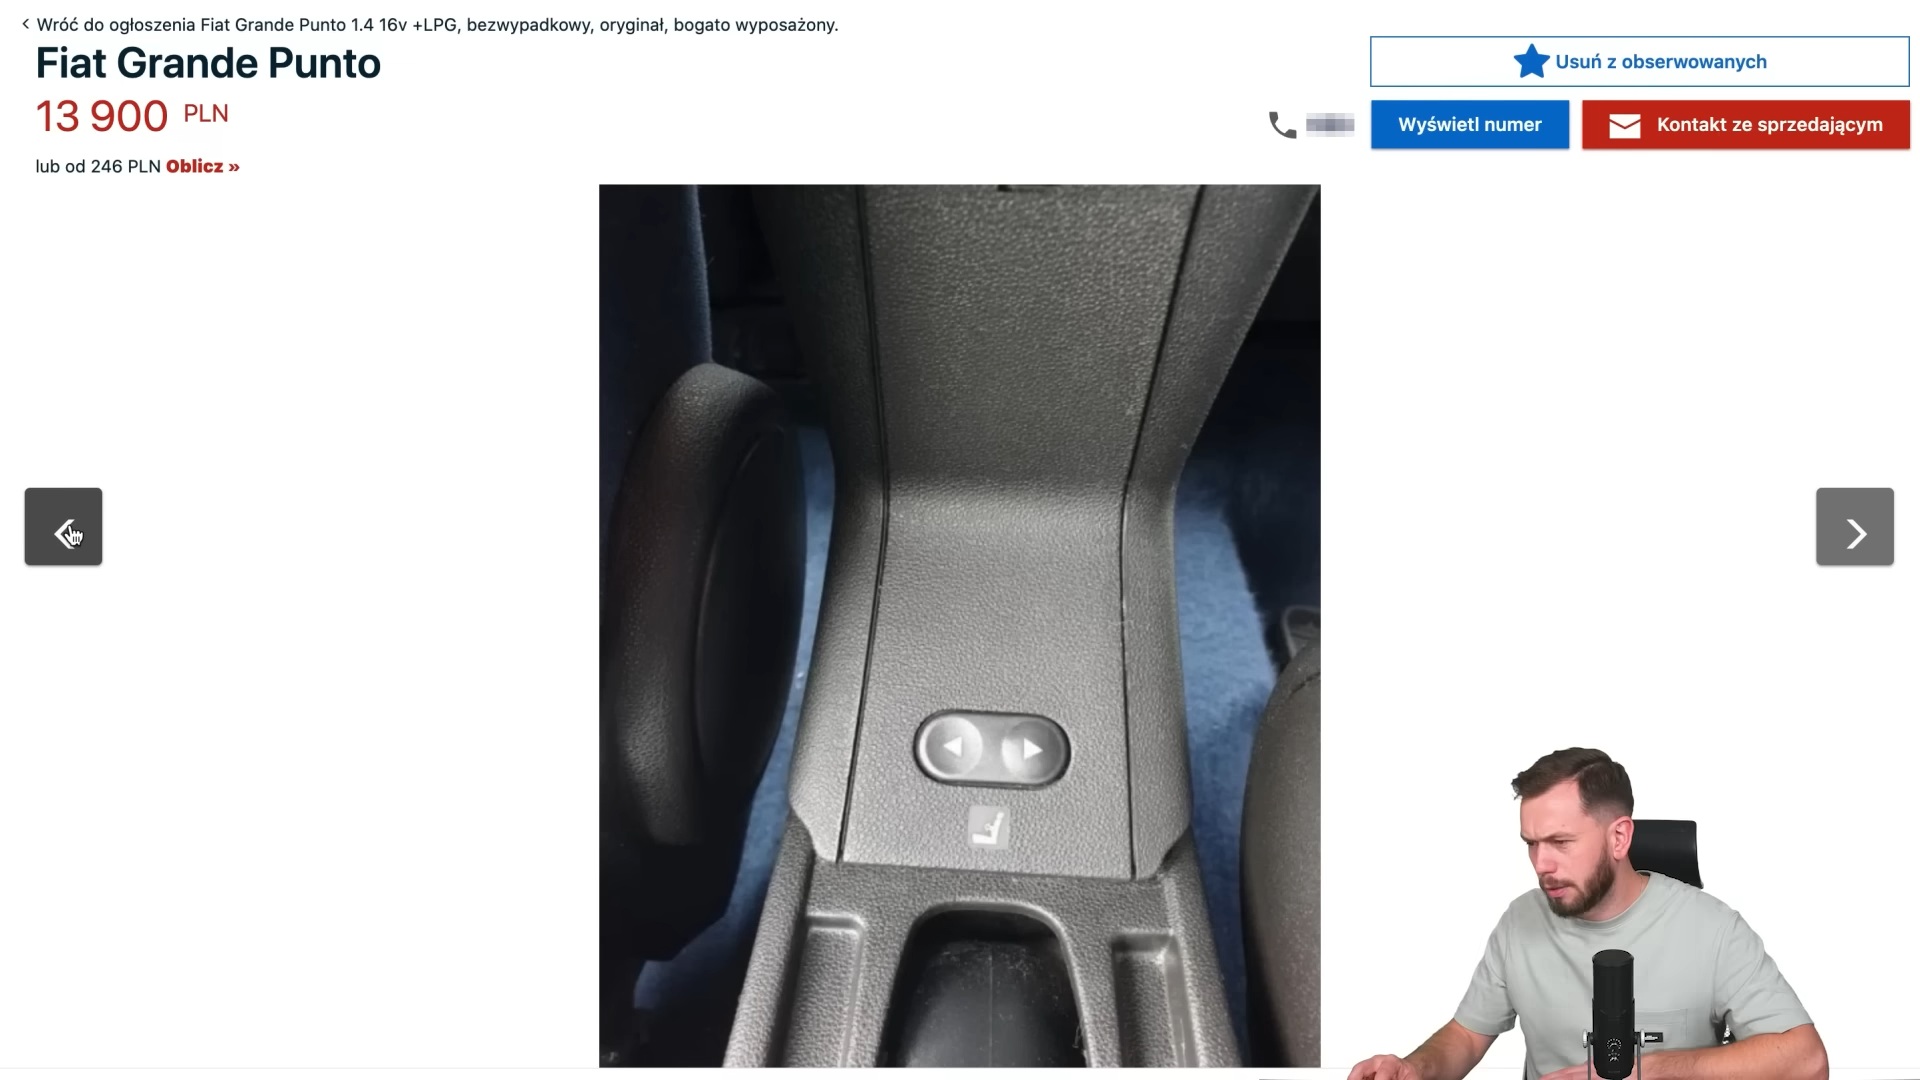 Wróć do ogłoszenia Fiat Grande Punto 1.4 16v +LPG, bezwypadkowy, oryginał, bogato wyposażony.
Fiat Grande Punto
13 900 PLN
lub od 246 PLN Oblicz »
Usuń z obserwowanych
Wyświetl numer
Kontakt ze sprzedającym